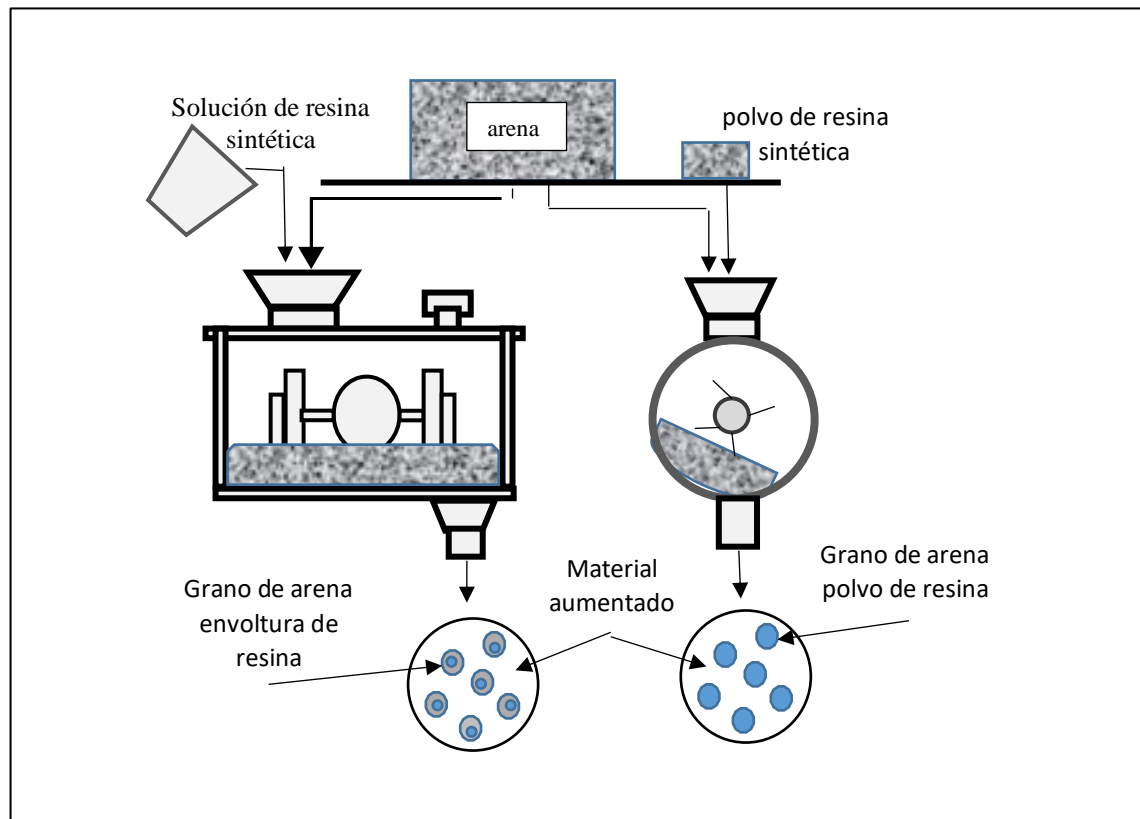 Solución de resina
sintética
arena
polvo de resina
sintética
Grano de arena
envoltura de
resina
Material
aumentado
Grano de arena
polvo de resina